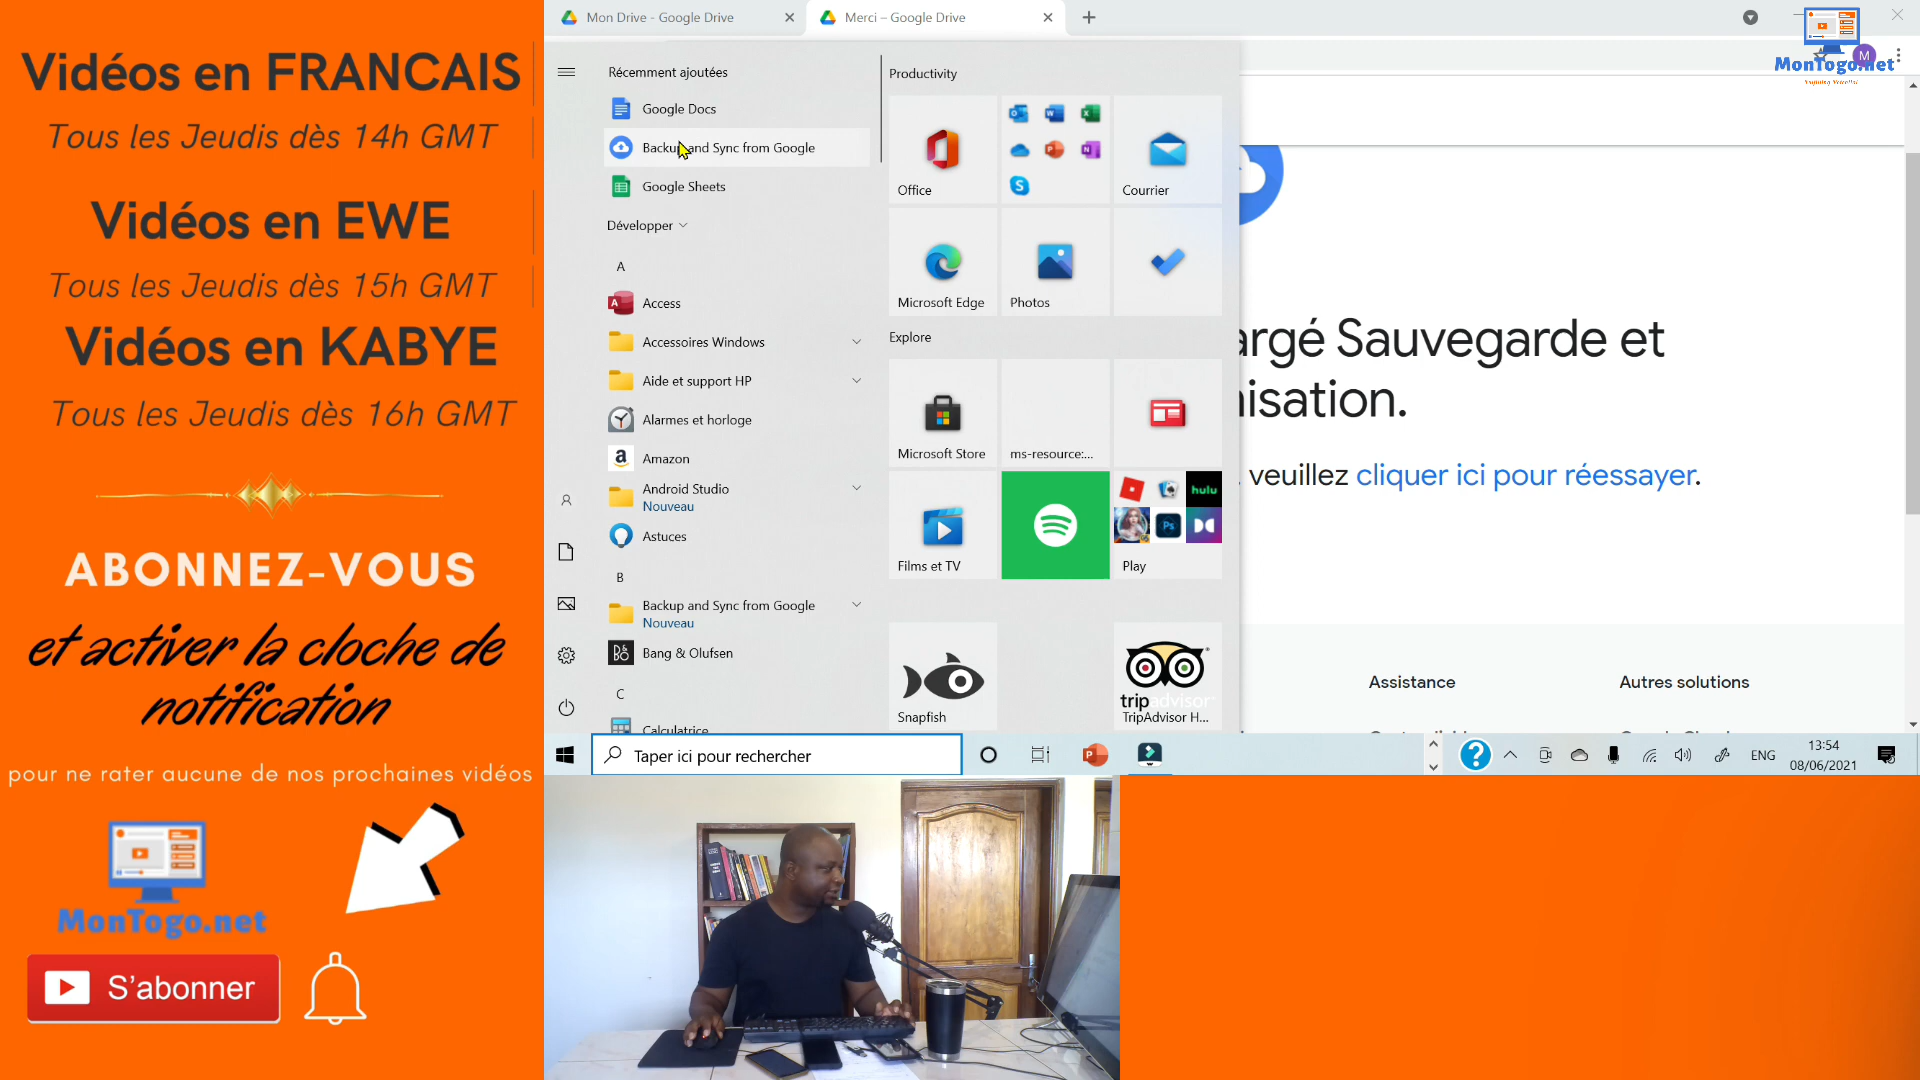 Vidéos en FRANCAIS
Tous les Jeudis dès 14h GMT
Vidéos en EWE
Tous les Jeudis dès 15h GMT
Vidéos en KABYE
Tous les Jeudis dès 16h GMT
ABONNEZ-VOUS
et activer la cloche de
notification
pour ne rater aucune de nos prochaines vidéos
MonTogo.net
S'abonner
Mon Drive - Google Drive
Merci – Google Drive
M
MonTogo.net
Récemment ajoutées
Google Docs
Backup and Sync from Google
Google Sheets
Développer
A
Access
Accessoires Windows
Aide et support HP
Alarmes et horloge
Amazon
Android Studio
Nouveau
Astuces
B
Backup and Sync from Google
Nouveau
Bang & Olufsen
C
Calculatrice
Productivity
Office
Courrier
Microsoft Edge
Photos
Explore
Microsoft Store
ms-resource:...
Films et TV
hulu
Ps
Play
Snapfish
tripadvisor
TripAdvisor H...
argé Sauvegarde et
nisation.
, veuillez cliquer ici pour réessayer.
Assistance
Autres solutions
Taper ici pour rechercher
ENG
13:54
08/06/2021